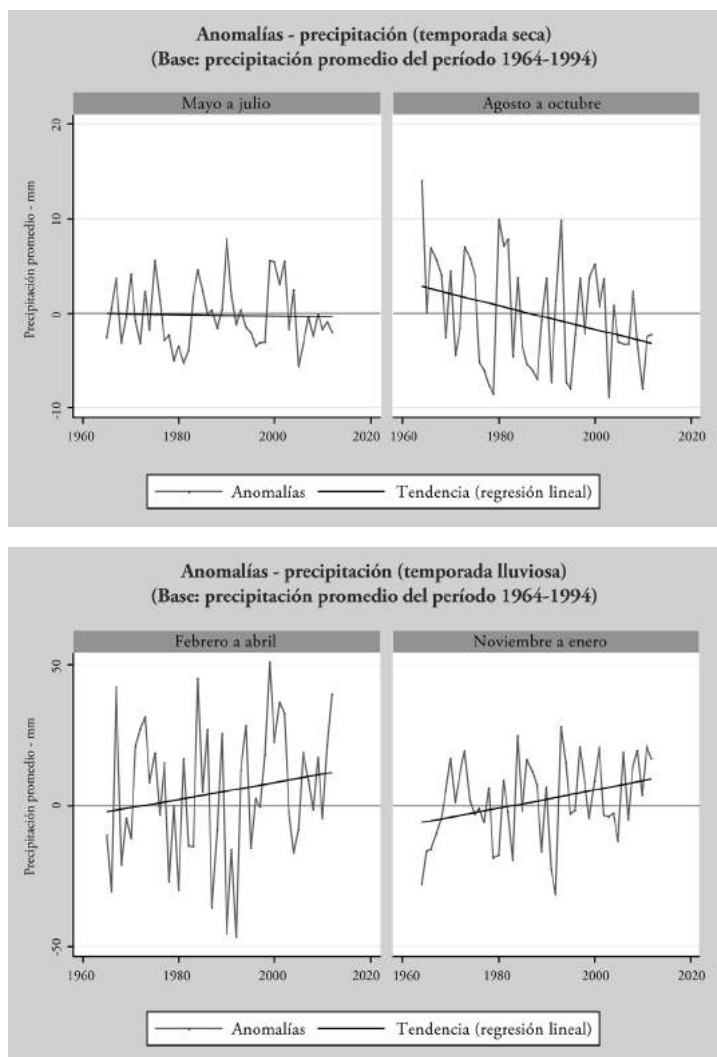 Anomalías - precipitación (temporada seca)
(Base: precipitación promedio del período 1964-1994)
Mayo a julio
Agosto a octubre
Precipitación promedio - mm
20
10
0
-10
1960 1980 2000 2020
1960 1980 2000 2020
Anomalías Tendencia (regresión lineal)
Anomalías - precipitación (temporada lluviosa)
(Base: precipitación promedio del período 1964-1994)
Febrero a abril
Noviembre a enero
Precipitación promedio - mm
50
0
-50
1960 1980 2000 2020
1960 1980 2000 2020
Anomalías Tendencia (regresión lineal)